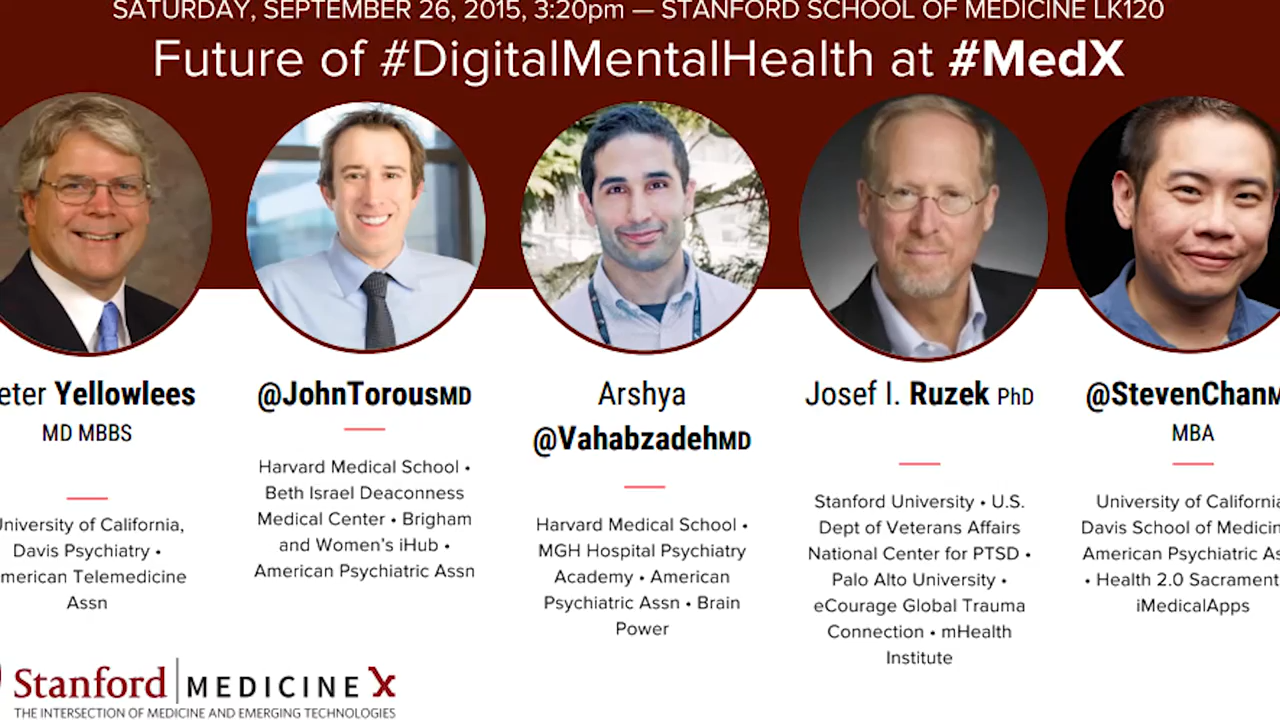 SATURDAY, SEPTEMBER 26, 2015, 3:20pm — STANFORD SCHOOL OF MEDICINE LK120
Future of #DigitalMentalHealth at #MedX
eter Yellowlees
MD MBBS
University of California,
Davis Psychiatry •
merican Telemedicine
Assn
@JohnTorousMD
Harvard Medical School •
Beth Israel Deaconness
Medical Center • Brigham
and Women's iHub •
American Psychiatric Assn
Arshya
@VahabzadehMD
Harvard Medical School •
MGH Hospital Psychiatry
Academy • American
Psychiatric Assn • Brain
Power
Josef I. Ruzek PhD
Stanford University • U.S.
Dept of Veterans Affairs
National Center for PTSD •
Palo Alto University •
eCourage Global Trauma
Connection • mHealth
Institute
@StevenChanM
MBA
University of California
Davis School of Medicin
American Psychiatric As
• Health 2.0 Sacrament
iMedicalApps
Stanford MEDICINE X
THE INTERSECTION OF MEDICINE AND EMERGING TECHNOLOGIES